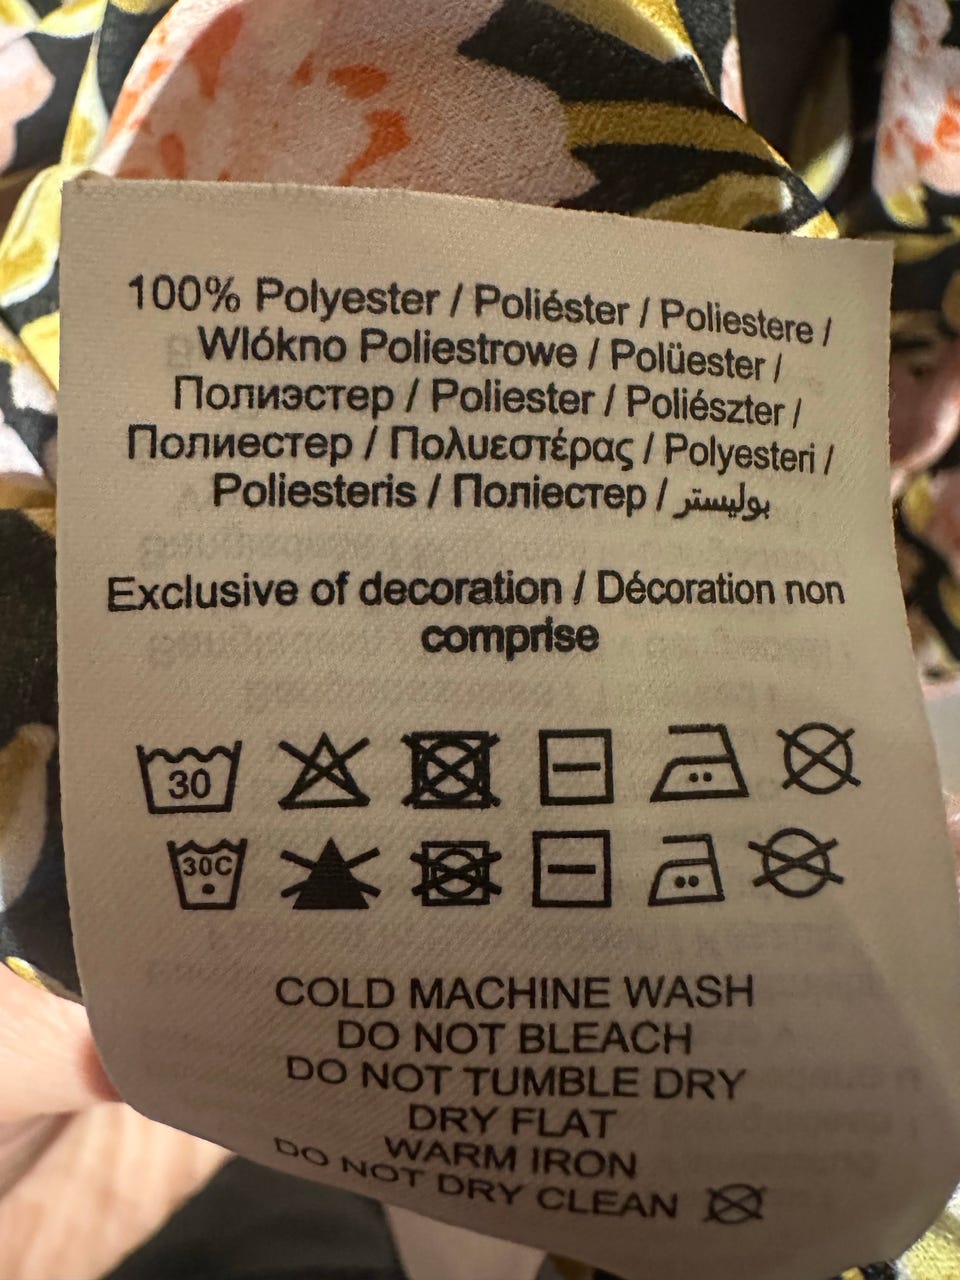 100% Polyester / Poliéster / Poliestere /
Wlókno Poliestrowe / Polüester /
Полиэстер / Poliester / Poliészter /
Полиестер / Πολυεστέρας / Polyesteri /
Poliesteris / Поліестер / بوليستر
Exclusive of decoration / Décoration non
comprise
30
30C
COLD MACHINE WASH
DO NOT BLEACH
DO NOT TUMBLE DRY
DRY FLAT
WARM IRON
DO NOT DRY CLEAN